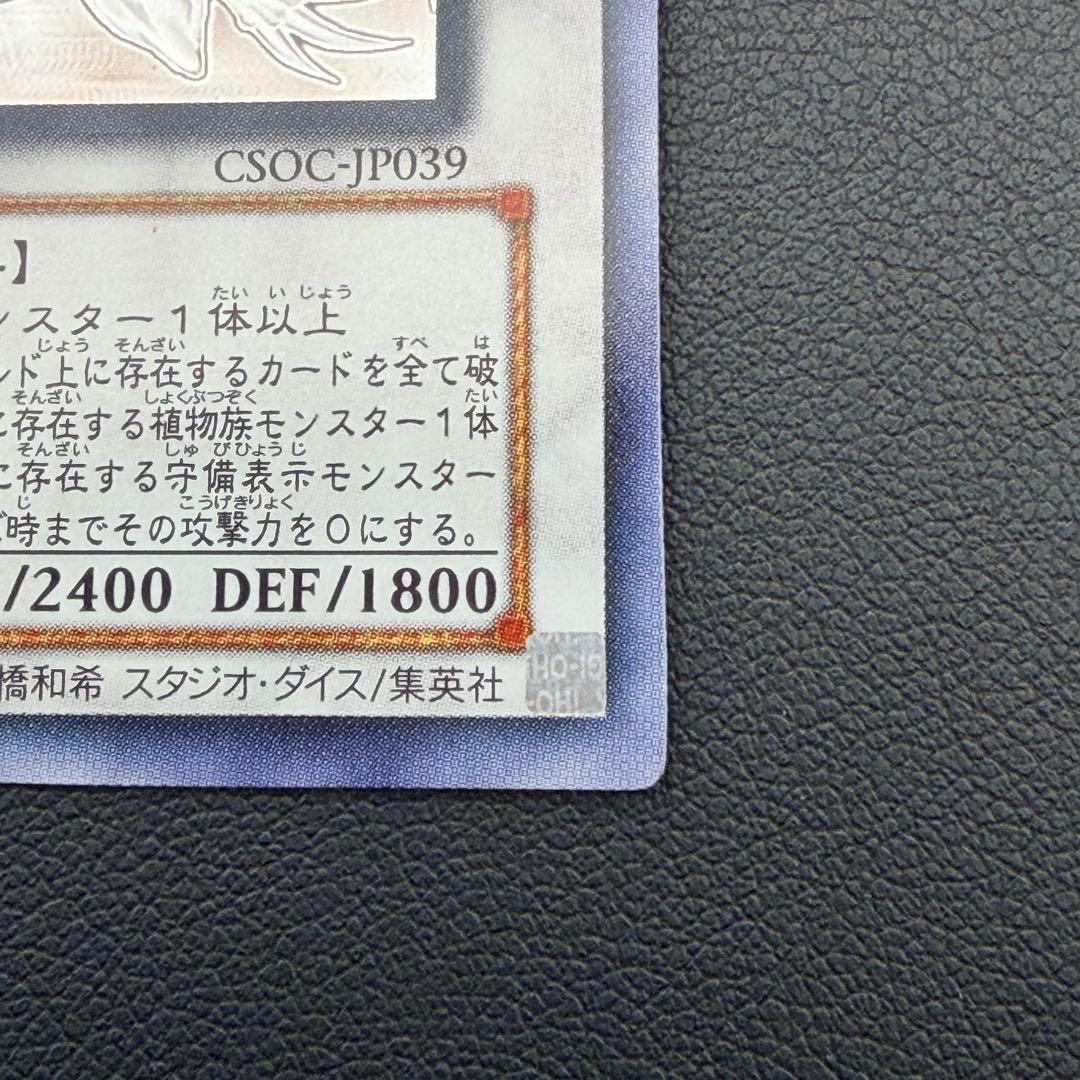 CSOC-JP039
】
たい い じょう
ンスター1体以上
じょう そんざい すべ は
ルド上に存在するカードを全て破
そんざい しょくぶつぞく たい
に存在する植物族モンスター1体
そんざい しゅ び ひょう じ
に存在する守備表示モンスター
じ こうげきりょく
時までその攻撃力を0にする。
/2400 DEF/1800
橋和希 スタジオ・ダイス/集英社